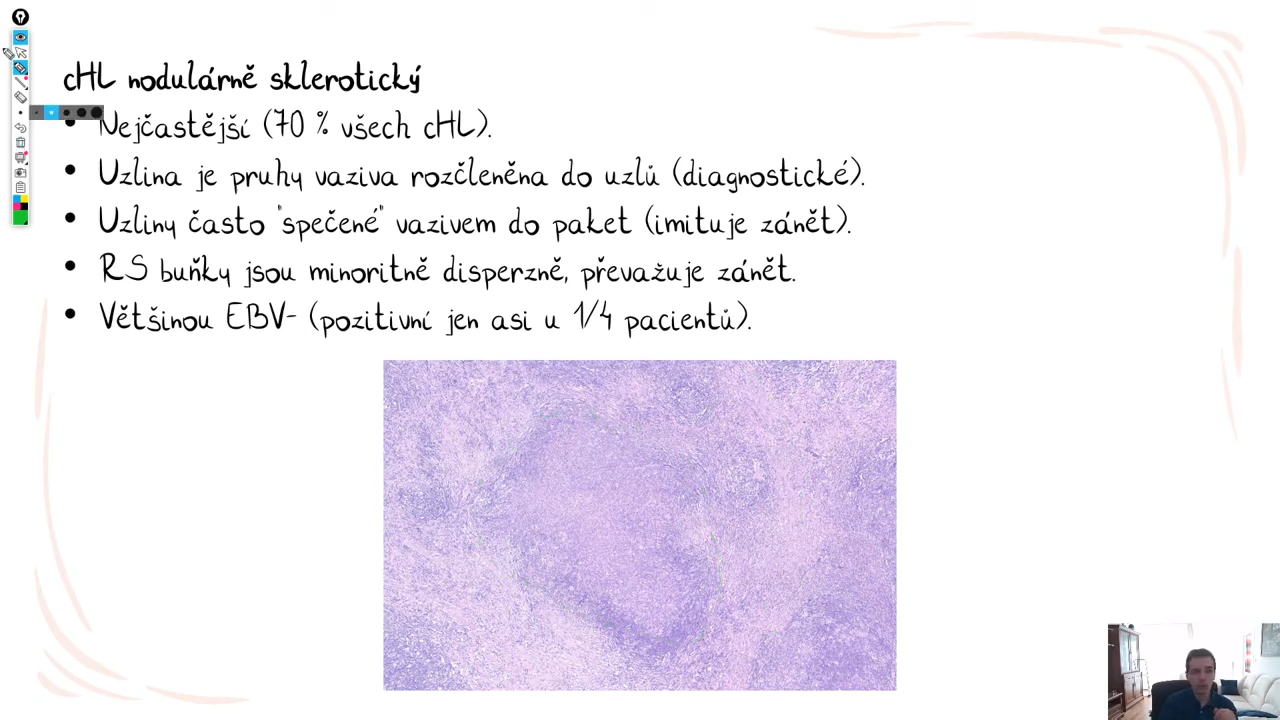 cHL nodulárně sklerotický
• Nejčastější (70 % všech cHL).
• Uzlina je pruhy vaziva rozčleněna do uzlů (diagnostické).
• Uzliny často "spečené" vazivem do paket (imituje zánět).
• RS buňky jsou minoritně disperzně, převažuje zánět.
• Většinou EBV- (pozitivní jen asi u 1/4 pacientů).